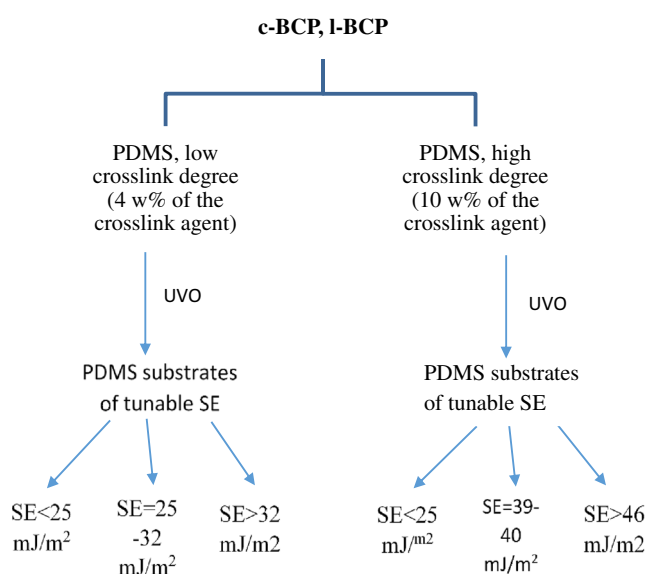 c-BCP, l-BCP
PDMS, low
crosslink degree
(4 w% of the
crosslink agent)
PDMS, high
crosslink degree
(10 w% of the
crosslink agent)
UVO
UVO
PDMS substrates
of tunable SE
PDMS substrates
of tunable SE
SE<25
mJ/m²
SE=25
-32
mJ/m²
SE>32
mJ/m2
SE<25
mJ/m2
SE=39-
40
mJ/m²
SE>46
mJ/m2